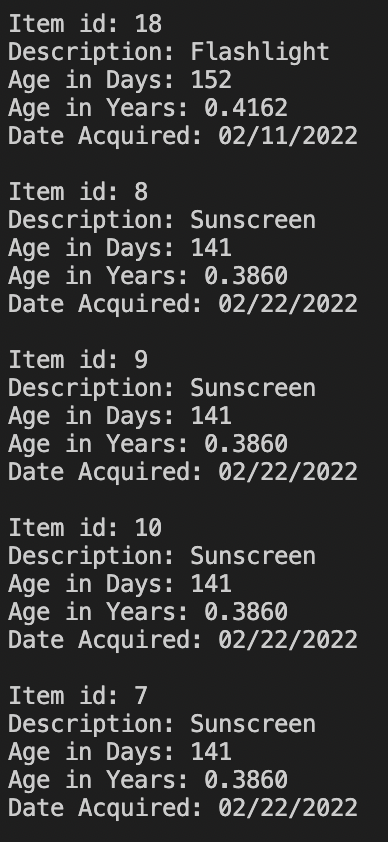 Item id: 18
Description: Flashlight
Age in Days: 152
Age in Years: 0.4162
Date Acquired: 02/11/2022
Item id: 8
Description: Sunscreen
Age in Days: 141
Age in Years: 0.3860
Date Acquired: 02/22/2022
Item id: 9
Description: Sunscreen
Age in Days: 141
Age in Years: 0.3860
Date Acquired: 02/22/2022
Item id: 10
Description: Sunscreen
Age in Days: 141
Age in Years: 0.3860
Date Acquired: 02/22/2022
Item id: 7
Description: Sunscreen
Age in Days: 141
Age in Years: 0.3860
Date Acquired: 02/22/2022